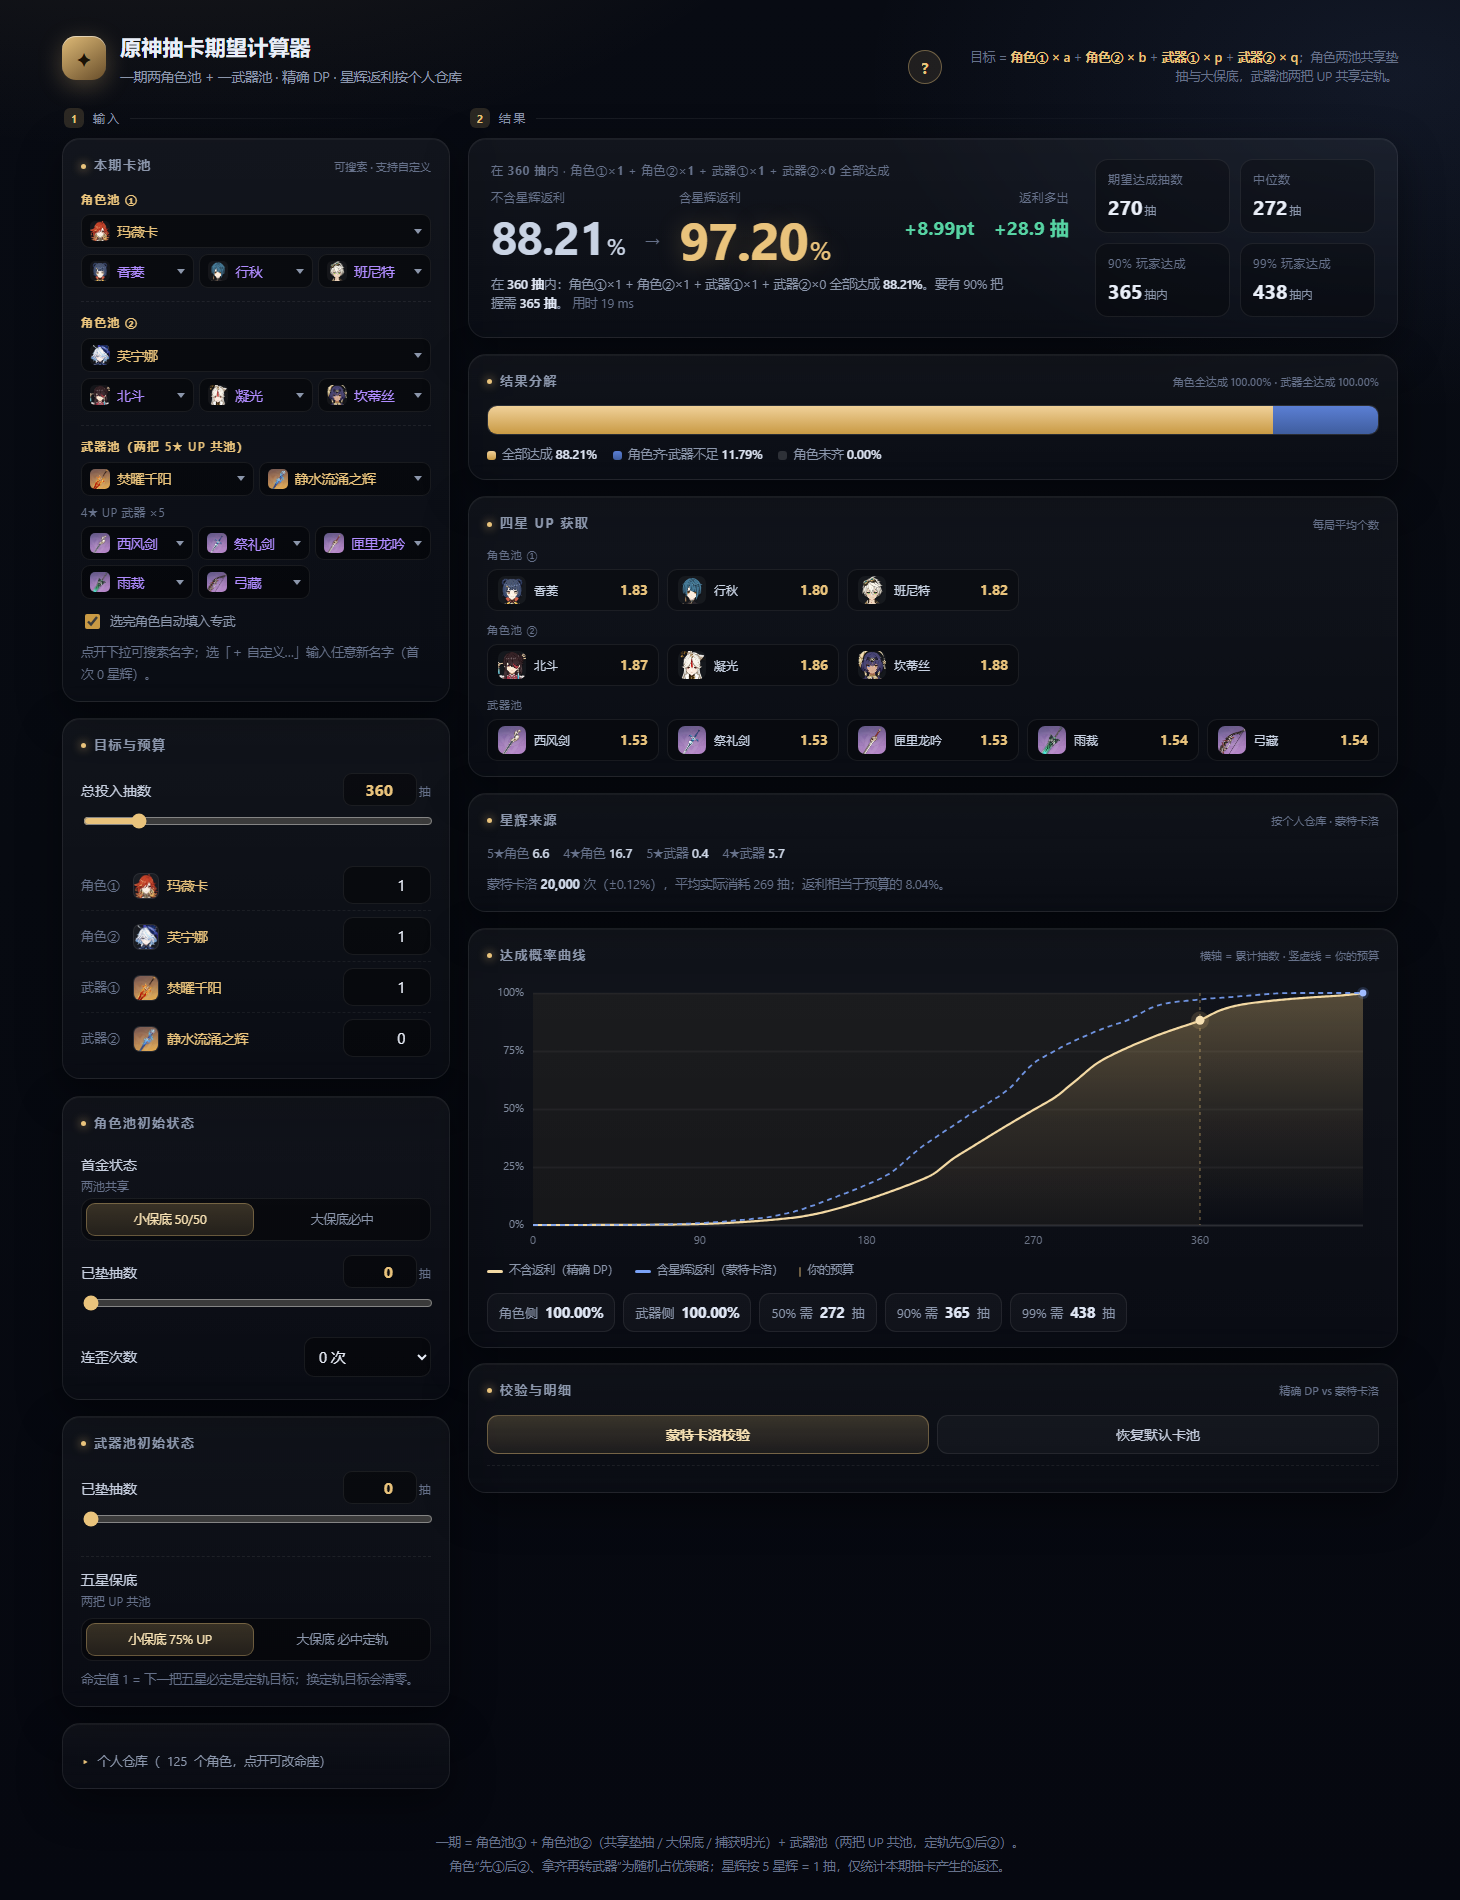 原神抽卡期望计算器
一期两角色池 + 一武器池 · 精确 DP · 星辉返利按个人仓库
?
目标 = 角色① × a + 角色② × b + 武器① × p + 武器② × q；角色两池共享垫
抽与大保底，武器池两把 UP 共享定轨。
1 输入
本期卡池
可搜索 · 支持自定义
角色池 ①
玛薇卡
香菱 行秋 班尼特
角色池 ②
芙宁娜
北斗 凝光 坎蒂丝
武器池（两把 5★ UP 共池）
焚曜千阳 静水流涌之辉
4★ UP 武器 ×5
西风剑 祭礼剑 匣里龙吟
雨裁 弓藏
选完角色自动填入专武
点开下拉可搜索名字；选「 + 自定义…」输入任意新名字（首
次 0 星辉）。
目标与预算
总投入抽数 360 抽
角色① 玛薇卡 1
角色② 芙宁娜 1
武器① 焚曜千阳 1
武器② 静水流涌之辉 0
角色池初始状态
首金状态
两池共享
小保底 50/50 大保底必中
已垫抽数 0 抽
连歪次数 0 次
武器池初始状态
已垫抽数 0 抽
五星保底
两把 UP 共池
小保底 75% UP 大保底 必中定轨
命定值 1 = 下一把五星必定是定轨目标；换定轨目标会清零。
个人仓库（ 125 个角色，点开可改命座）
2 结果
在 360 抽内 · 角色①×1 + 角色②×1 + 武器①×1 + 武器②×0 全部达成
不含星辉返利 含星辉返利 返利多出
88.21% → 97.20% +8.99pt +28.9 抽
在 360 抽内：角色①×1 + 角色②×1 + 武器①×1 + 武器②×0 全部达成 88.21%。要有 90% 把
握需 365 抽。 用时 19 ms
期望达成抽数
270 抽
中位数
272 抽
90% 玩家达成
365 抽内
99% 玩家达成
438 抽内
结果分解
角色全达成 100.00% · 武器全达成 100.00%
全部达成 88.21% 角色齐·武器不足 11.79% 角色未齐 0.00%
四星 UP 获取
每局平均个数
角色池 ①
香菱 1.83 行秋 1.80 班尼特 1.82
角色池 ②
北斗 1.87 凝光 1.86 坎蒂丝 1.88
武器池
西风剑 1.53 祭礼剑 1.53 匣里龙吟 1.53 雨裁 1.54 弓藏 1.54
星辉来源
按个人仓库 · 蒙特卡洛
5★角色 6.6 4★角色 16.7 5★武器 0.4 4★武器 5.7
蒙特卡洛 20,000 次（±0.12%），平均实际消耗 269 抽；返利相当于预算的 8.04%。
达成概率曲线
横轴 = 累计抽数 · 竖虚线 = 你的预算
100%
75%
50%
25%
0%
0 90 180 270 360
不含返利（精确 DP） 含星辉返利（蒙特卡洛） 你的预算
角色侧 100.00% 武器侧 100.00% 50% 需 272 抽 90% 需 365 抽 99% 需 438 抽
校验与明细
精确 DP vs 蒙特卡洛
蒙特卡洛校验 恢复默认卡池
一期 = 角色池① + 角色池②（共享垫抽 / 大保底 / 捕获明光）+ 武器池（两把 UP 共池，定轨先①后②）。
角色“先①后②、拿齐再转武器”为随机占优策略；星辉按 5 星辉 = 1 抽，仅统计本期抽卡产生的返还。